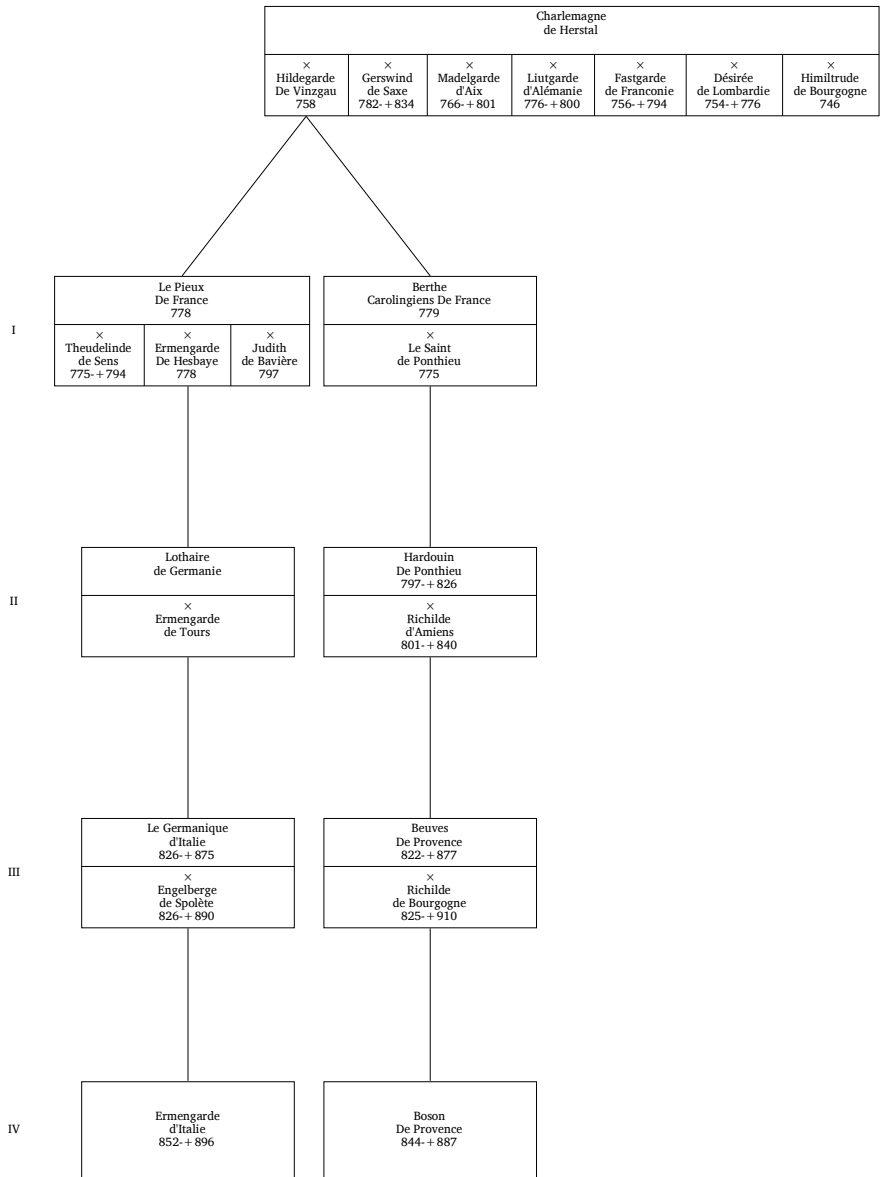 Charlemagne
de Herstal
×
Hildegarde
De Vinzgau
758
×
Gerswind
de Saxe
782-+834
×
Madelgarde
d'Aix
766-+801
×
Liutgarde
d'Alémanie
776-+800
×
Fastgarde
de Franconie
756-+794
×
Désirée
de Lombardie
754-+776
×
Himiltrude
de Bourgogne
746
I
Le Pieux
De France
778
×
Theudelinde
de Sens
775-+794
×
Ermengarde
De Hesbaye
778
×
Judith
de Bavière
797
Berthe
Carolingiens De France
779
×
Le Saint
de Ponthieu
775
II
Lothaire
de Germanie
×
Ermengarde
de Tours
Hardouin
De Ponthieu
797-+826
×
Richilde
d'Amiens
801-+840
III
Le Germanique
d'Italie
826-+875
×
Engelberge
de Spolète
826-+890
Beuves
De Provence
822-+877
×
Richilde
de Bourgogne
825-+910
IV
Ermengarde
d'Italie
852-+896
Boson
De Provence
844-+887